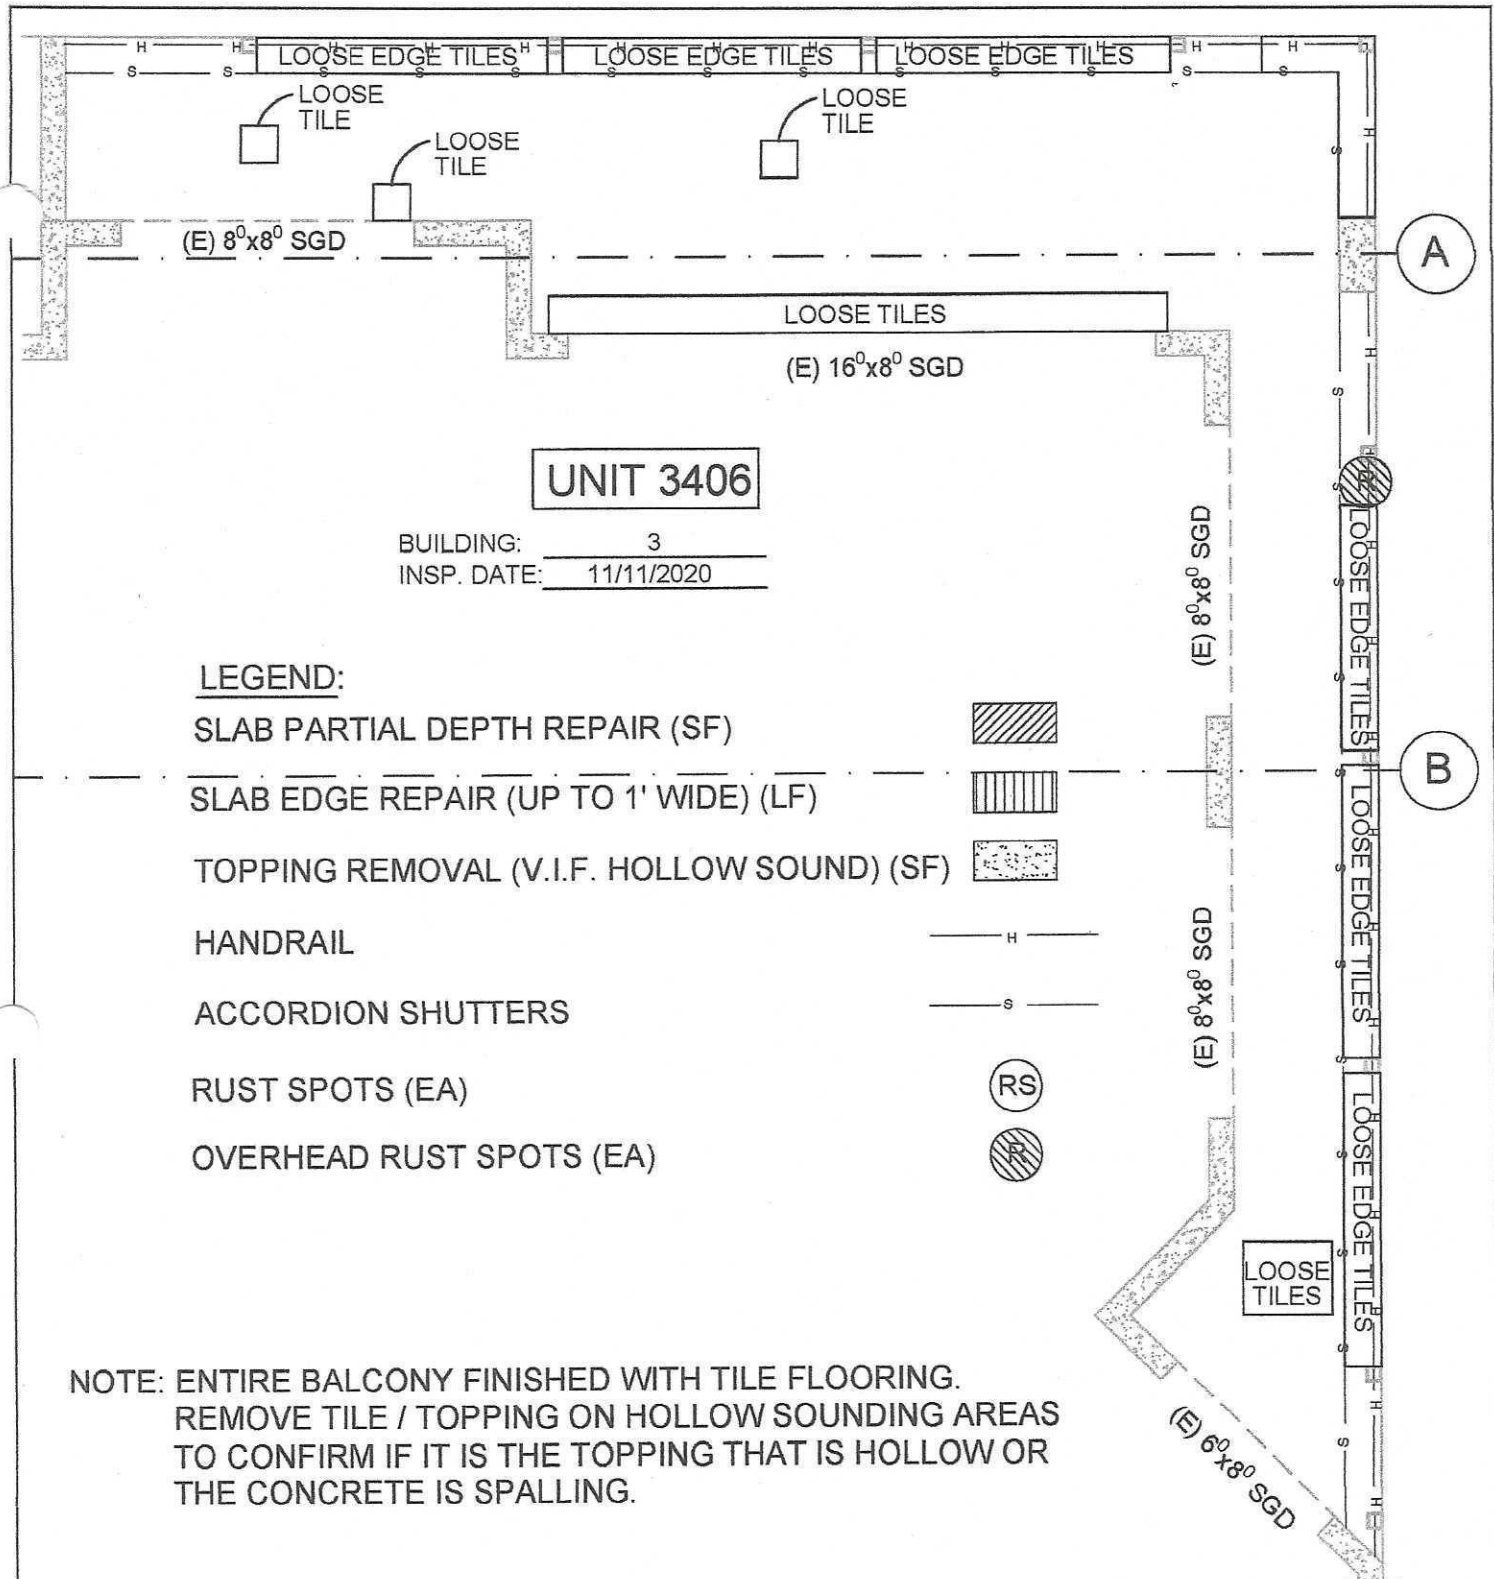 LOOSE EDGE TILES
LOOSE EDGE TILES
LOOSE EDGE TILES
H H H H H H H H H H H H H
S S S S S S S S S S S S S
LOOSE
TILE
LOOSE
TILE
LOOSE
TILE
(E) 8⁰x8⁰ SGD
A
LOOSE TILES
(E) 16⁰x8⁰ SGD
UNIT 3406
BUILDING: 3
INSP. DATE: 11/11/2020
(E) 8⁰x8⁰ SGD
R
LOOSE EDGE TILES
LEGEND:
SLAB PARTIAL DEPTH REPAIR (SF)
B
SLAB EDGE REPAIR (UP TO 1' WIDE) (LF)
TOPPING REMOVAL (V.I.F. HOLLOW SOUND) (SF)
LOOSE EDGE TILES
HANDRAIL H
(E) 8⁰x8⁰ SGD
ACCORDION SHUTTERS S
RUST SPOTS (EA) RS
OVERHEAD RUST SPOTS (EA) R
LOOSE EDGE TILES
LOOSE
TILES
NOTE: ENTIRE BALCONY FINISHED WITH TILE FLOORING.
REMOVE TILE / TOPPING ON HOLLOW SOUNDING AREAS
TO CONFIRM IF IT IS THE TOPPING THAT IS HOLLOW OR
THE CONCRETE IS SPALLING.
(E) 6⁰x8⁰ SGD